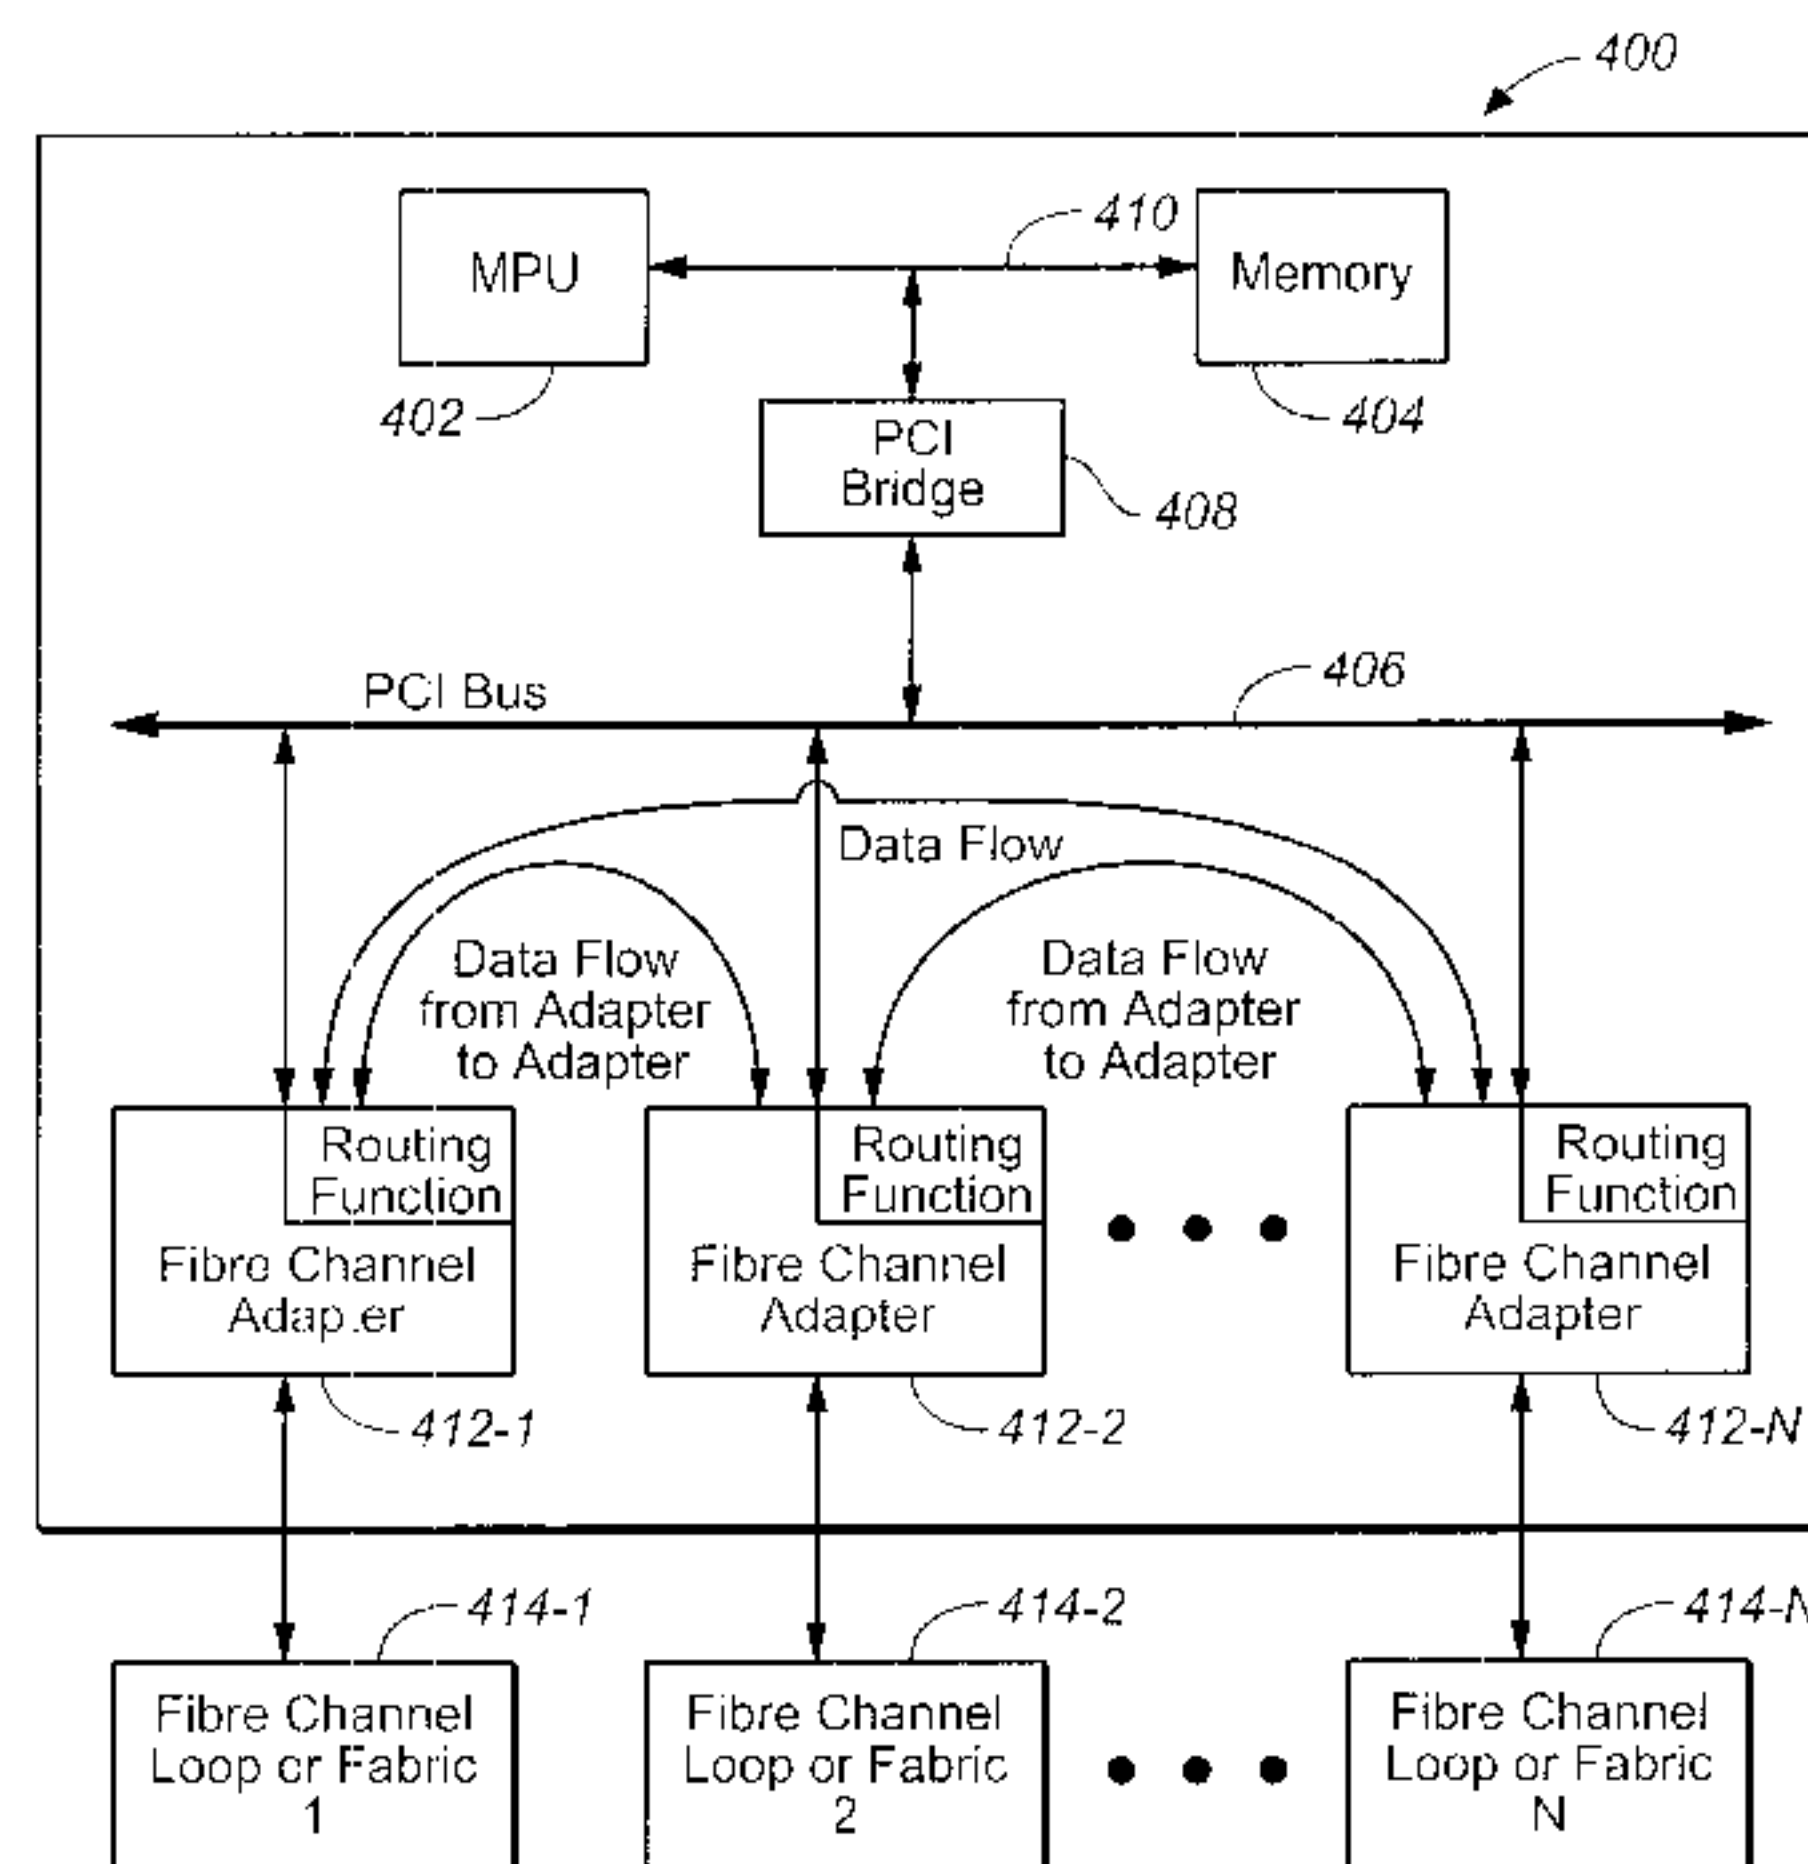 400
410
MPU
Memory
402
404
PCI
Bridge
408
406
PCI Bus
Data Flow
Data Flow
from Adapter
to Adapter
Data Flow
from Adapter
to Adapter
Routing
Function
Fibre Channel
Adapter
Routing
Function
Fibre Channel
Adapter
Routing
Function
Fibre Channel
Adapter
412-1
412-2
412-N
414-1
414-2
414-N
Fibre Channel
Loop or Fabric
1
Fibre Channel
Loop or Fabric
2
Fibre Channel
Loop or Fabric
N